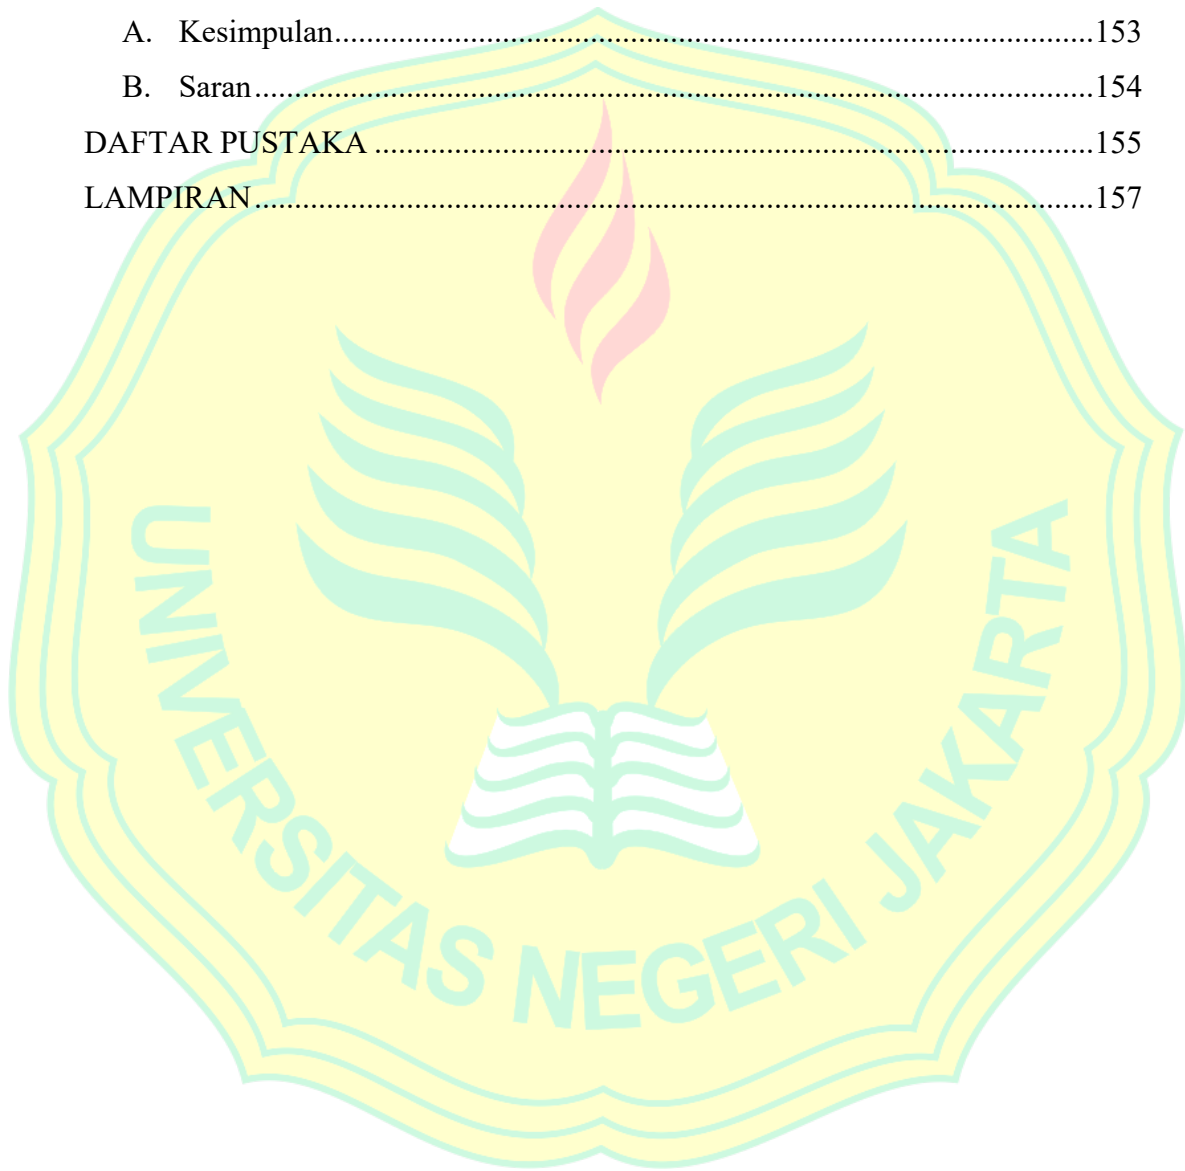 A. Kesimpulan..............................................................................................153
B. Saran........................................................................................................154
DAFTAR PUSTAKA .........................................................................................155
LAMPIRAN........................................................................................................157
UNIVERSITAS NEGERI JAKARTA